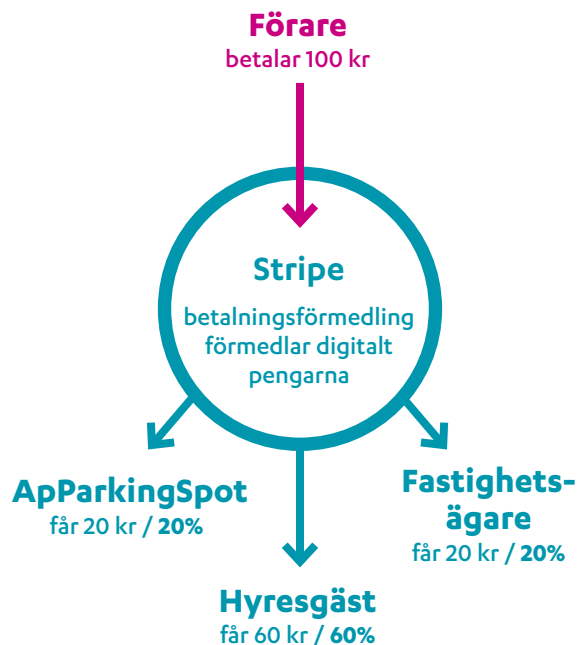 Förare
betalar 100 kr
Stripe
betalningsförmedling
förmedlar digitalt
pengarna
ApParkingSpot
får 20 kr / 20%
Fastighets-
ägare
får 20 kr / 20%
Hyresgäst
får 60 kr / 60%